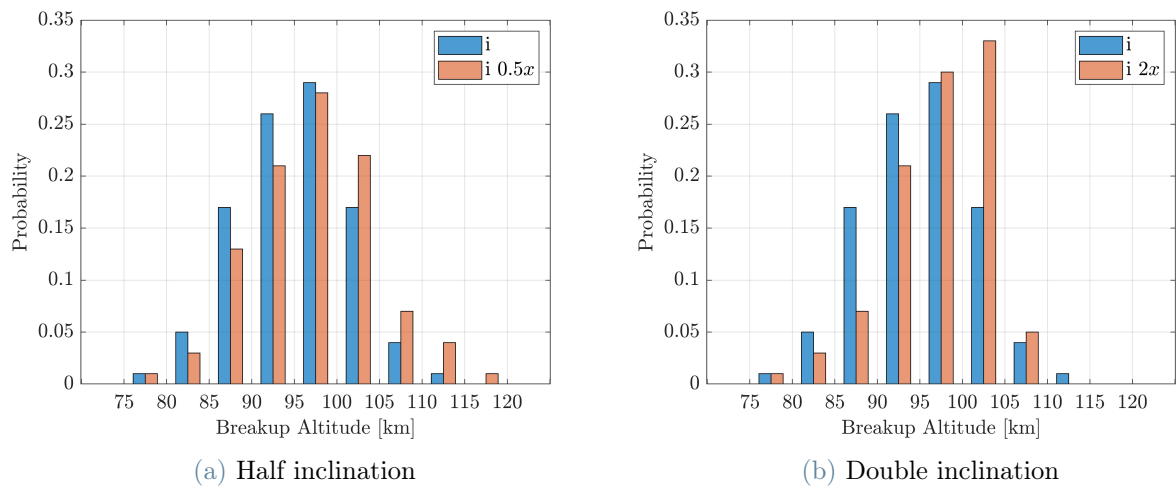 0.35
0.3
0.25
0.2
0.15
0.1
0.05
0
Probability
i
i 0.5x
75 80 85 90 95 100 105 110 115 120
Breakup Altitude [km]
(a) Half inclination
0.35
0.3
0.25
0.2
0.15
0.1
0.05
0
Probability
i
i 2x
75 80 85 90 95 100 105 110 115 120
Breakup Altitude [km]
(b) Double inclination